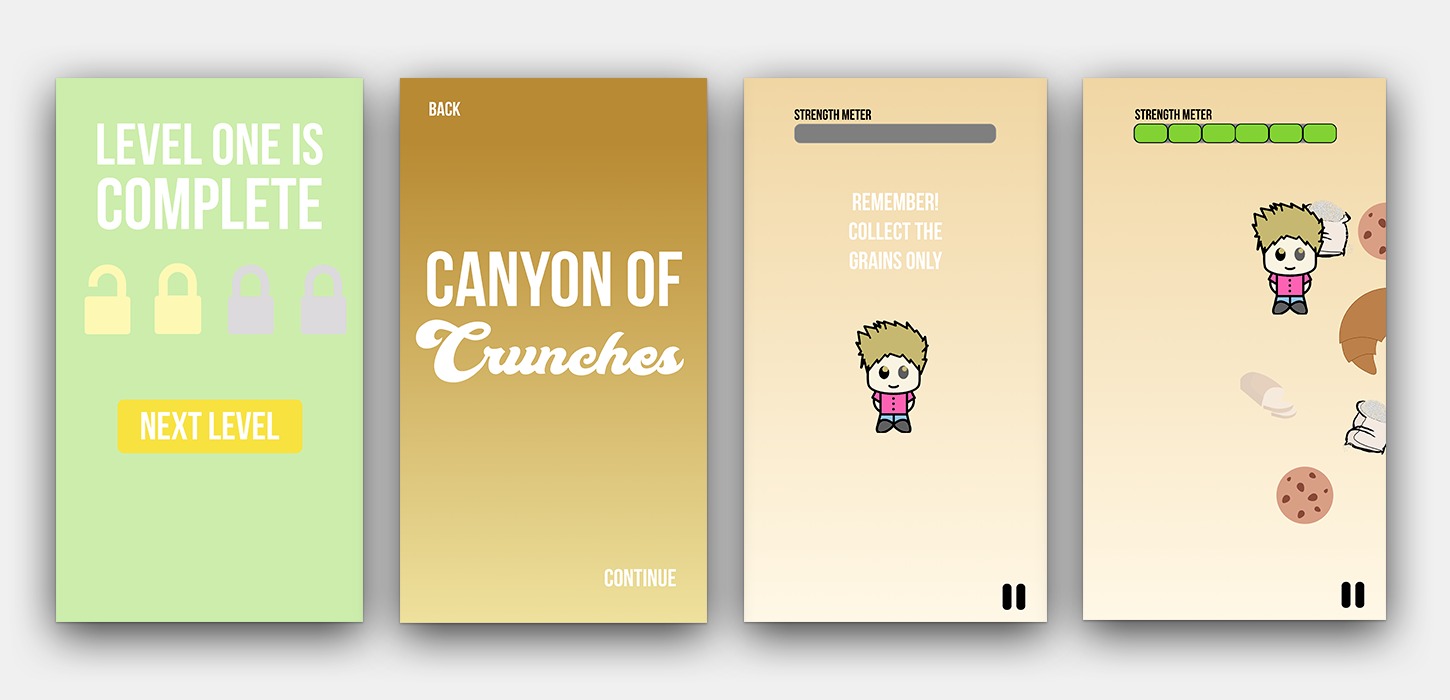 LEVEL ONE IS
COMPLETE
NEXT LEVEL
BACK
CANYON OF
Crunches
CONTINUE
STRENGTH METER
REMEMBER!
COLLECT THE
GRAINS ONLY
STRENGTH METER